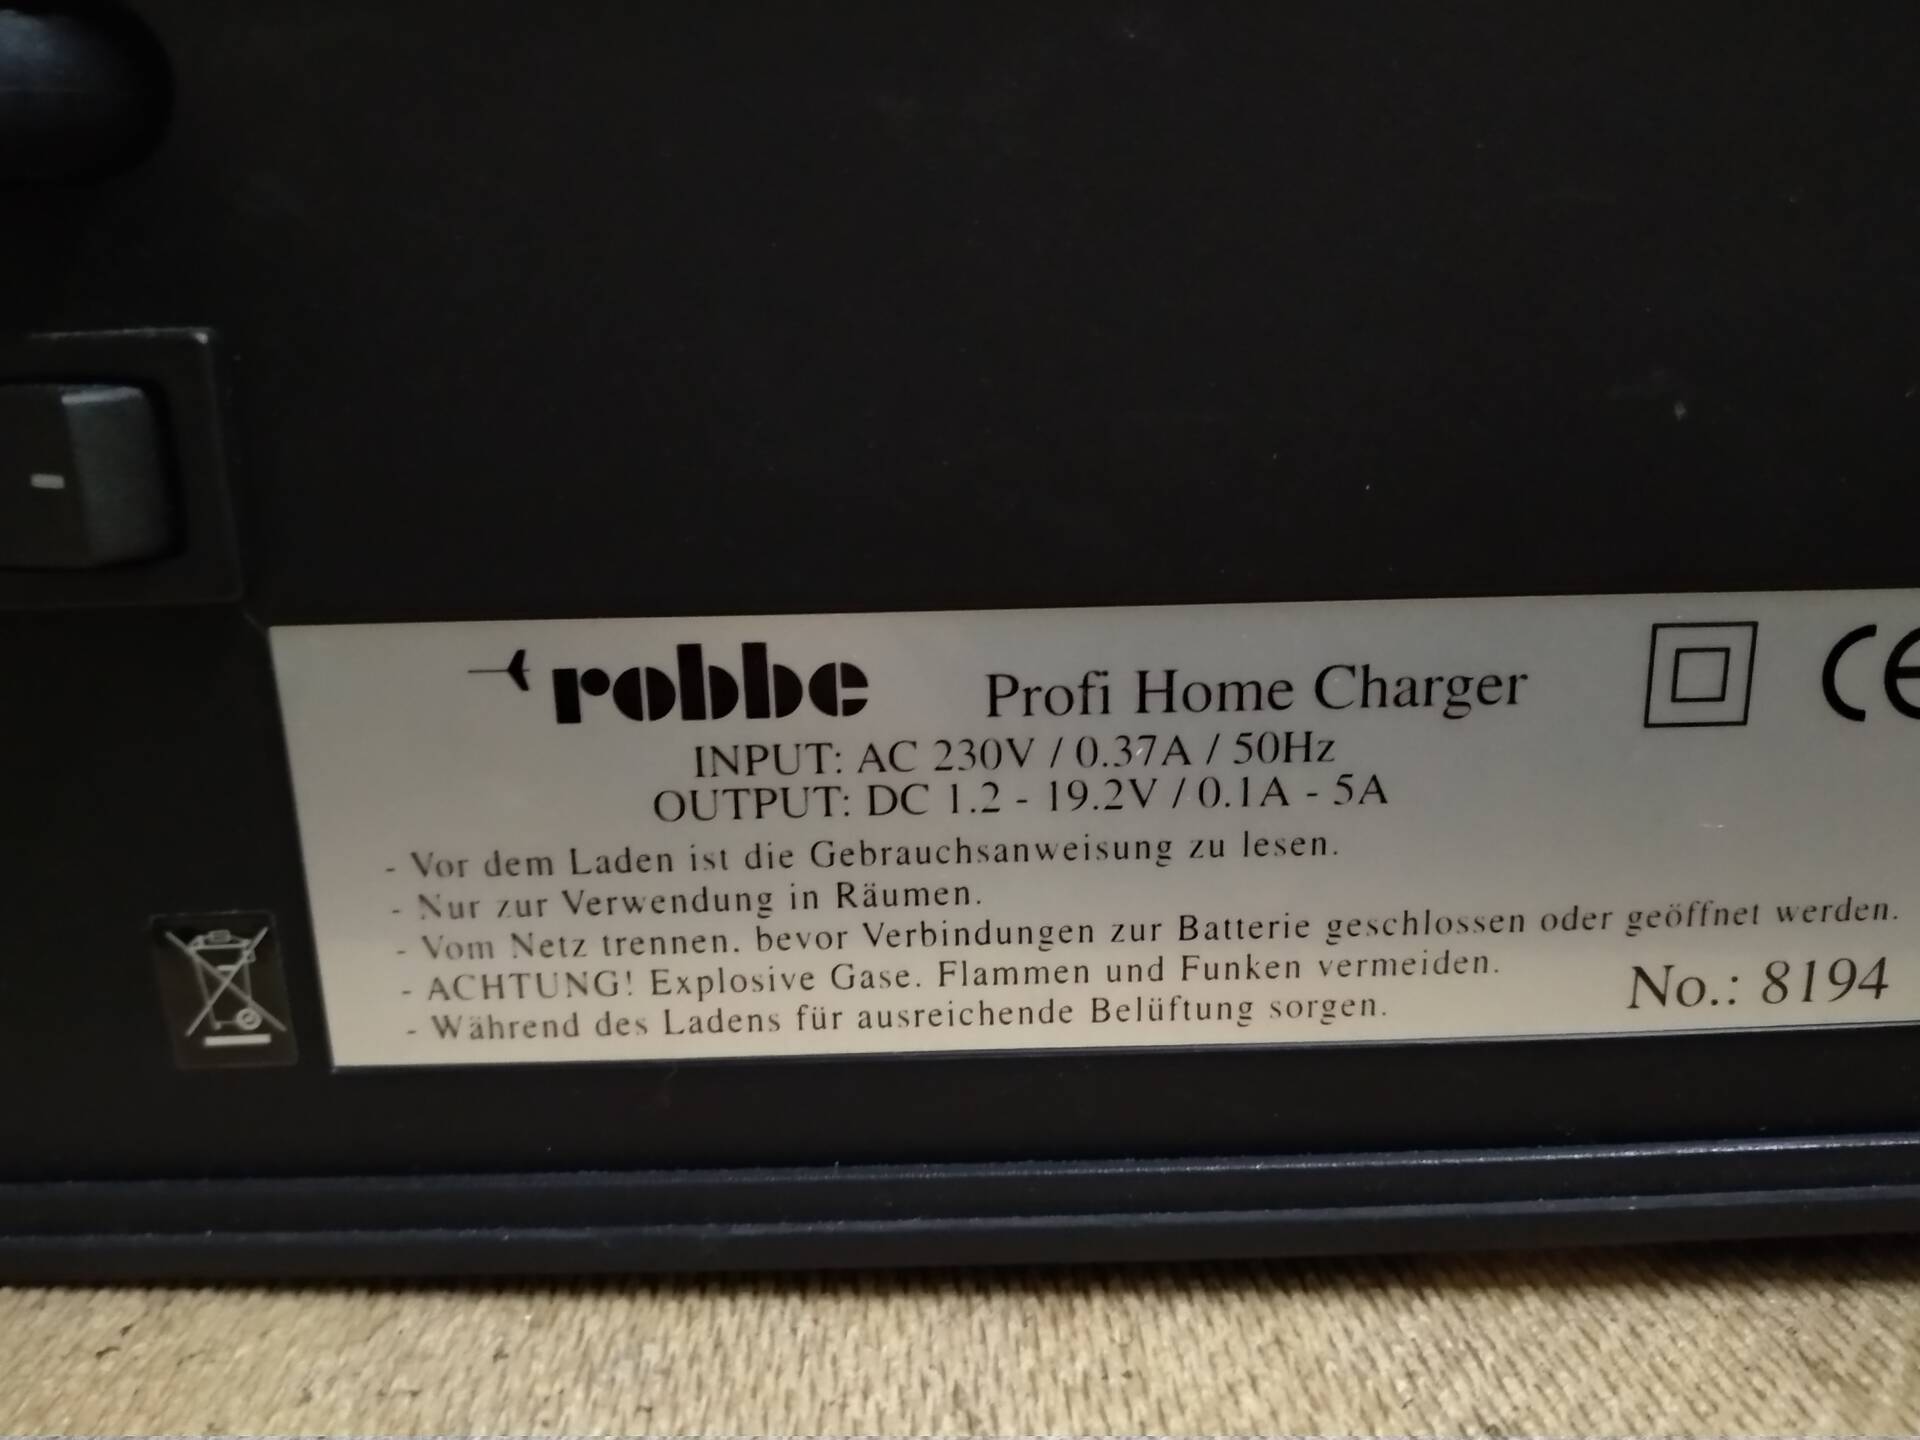 robbe Profi Home Charger CE
INPUT: AC 230V / 0.37A / 50Hz
OUTPUT: DC 1.2 - 19.2V / 0.1A - 5A
- Vor dem Laden ist die Gebrauchsanweisung zu lesen.
- Nur zur Verwendung in Räumen.
- Vom Netz trennen. bevor Verbindungen zur Batterie geschlossen oder geöffnet werden.
- ACHTUNG! Explosive Gase. Flammen und Funken vermeiden.
- Während des Ladens für ausreichende Belüftung sorgen.
No.: 8194